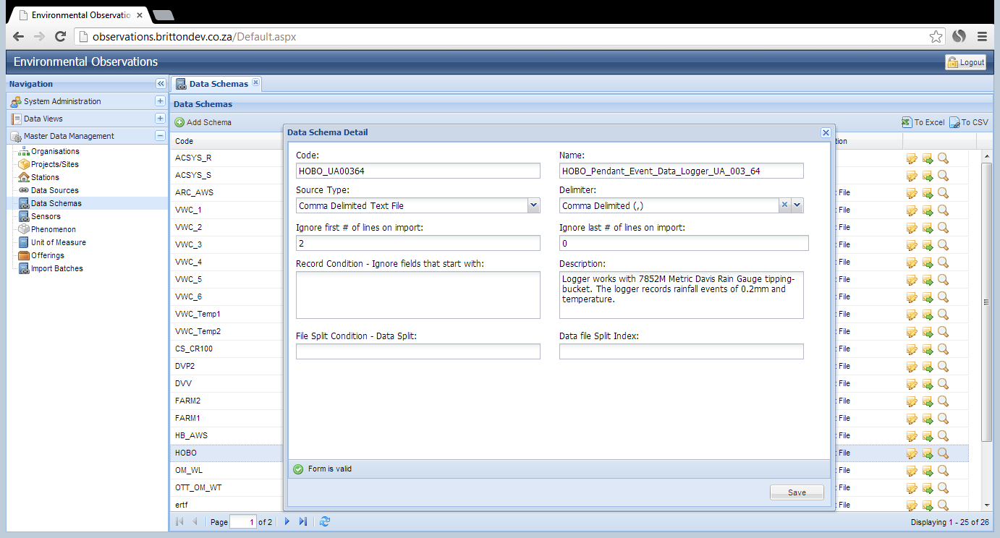 Environmental Observatio
observations.brittondev.co.za/Default.aspx
Environmental Observations
Logout
Navigation
System Administration
Data Views
Master Data Management
Organisations
Projects/Sites
Stations
Data Sources
Data Schemas
Sensors
Phenomenon
Unit of Measure
Offerings
Import Batches
Data Schemas
Data Schemas
Add Schema
To Excel
To CSV
Code
tion
ACSYS_R
ACSYS_S
ARC_AWS
t File
VWC_1
t File
VWC_2
t File
VWC_3
t File
VWC_4
t File
VWC_5
t File
VWC_6
t File
VWC_Temp1
t File
VWC_Temp2
t File
CS_CR100
t File
DVP2
t File
DVV
t File
FARM2
t File
FARM1
t File
HB_AWS
t File
HOBO
t File
OM_WL
t File
OTT_OM_WT
t File
ertf
t File
Data Schema Detail
Code:
Name:
HOBO_UA00364
HOBO_Pendant_Event_Data_Logger_UA_003_64
Source Type:
Delimiter:
Comma Delimited Text File
Comma Delimited (,)
Ignore first # of lines on import:
Ignore last # of lines on import:
2
0
Record Condition - Ignore fields that start with:
Description:
Logger works with 7852M Metric Davis Rain Gauge tipping-
bucket. The logger records rainfall events of 0.2mm and
temperature.
File Split Condition - Data Split:
Data file Split Index:
Form is valid
Save
Page 1 of 2
Displaying 1 - 25 of 26